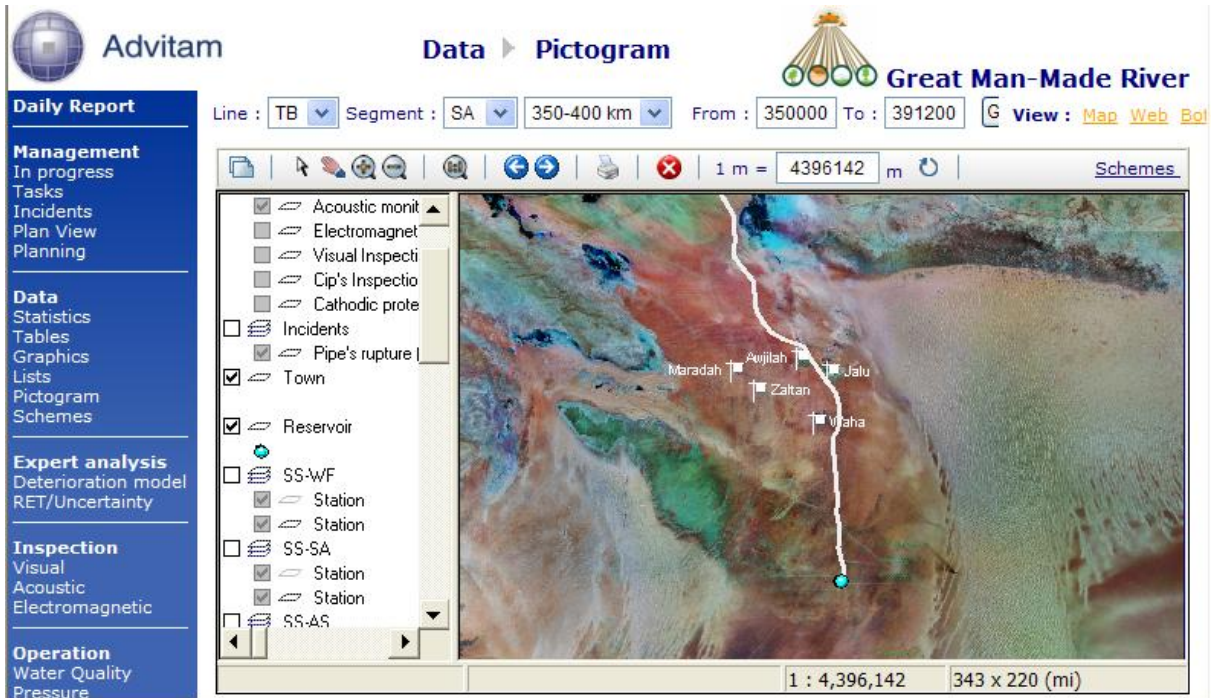 Advitam
Data Pictogram
Great Man-Made River
Line : TB Segment : SA 350-400 km From : 350000 To : 391200 G View : Map Web Bot
Daily Report
Management
In progress
Tasks
Incidents
Plan View
Planning
Data
Statistics
Tables
Graphics
Lists
Pictogram
Schemes
Expert analysis
Deterioration model
RET/Uncertainty
Inspection
Visual
Acoustic
Electromagnetic
Operation
Water Quality
Pressure
1 m = 4396142 m
Schemes
Acoustic monit
Electromagnet
Visual Inspecti
Cip's Inspectio
Cathodic prote
Incidents
Pipe's rupture
Town
Reservoir
SS-WF
Station
Station
SS-SA
Station
Station
SS-AS
Maradah
Awjilah
Jalu
Zaltan
Waha
1 : 4,396,142
343 x 220 (mi)